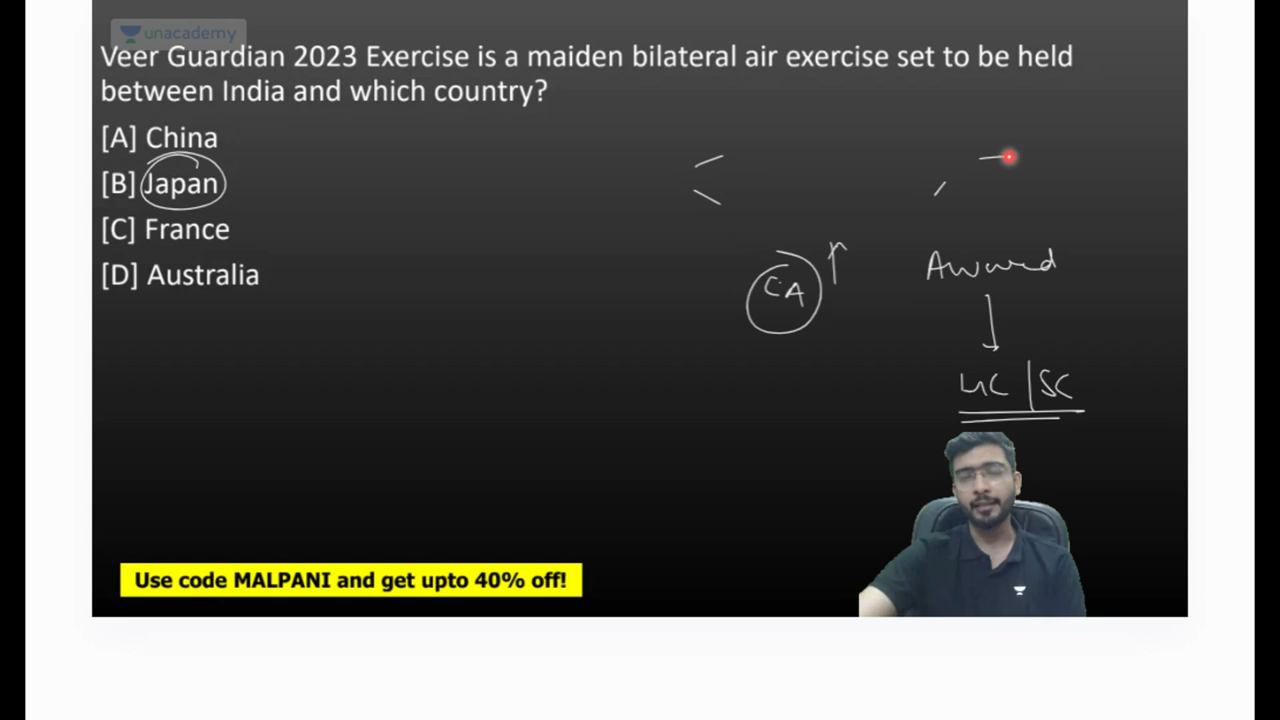 unacademy
Veer Guardian 2023 Exercise is a maiden bilateral air exercise set to be held
between India and which country?
[A] China
[B] Japan
[C] France
[D] Australia
CA
Award
SC
Use code MALPANI and get upto 40% off!